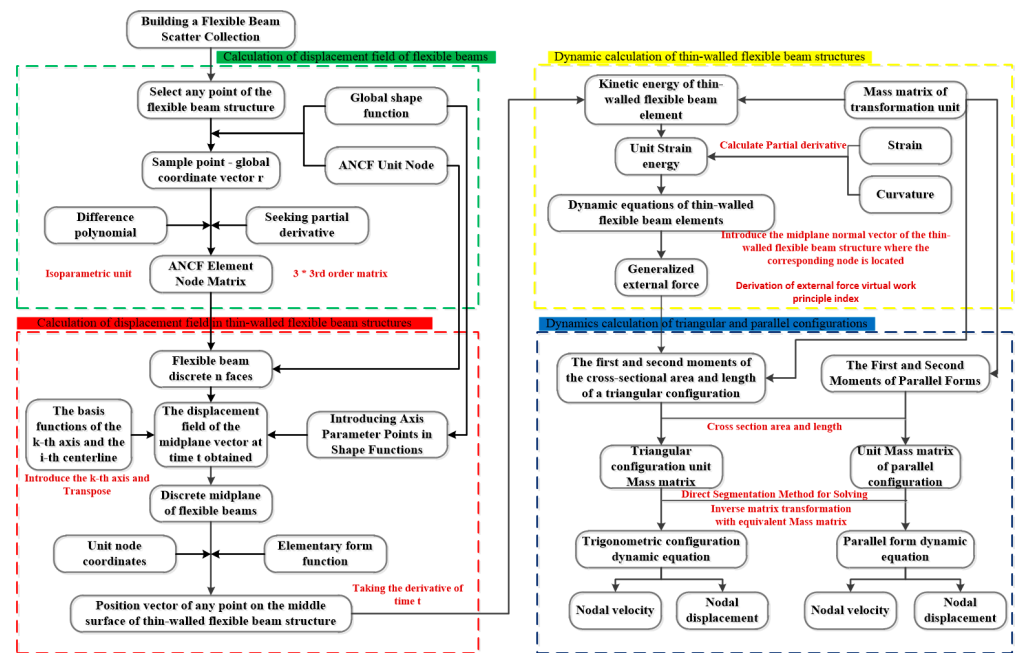 Building a Flexible Beam
Scatter Collection
Calculation of displacement field of flexible beams
Select any point of the
flexible beam structure
Global shape
function
Sample point - global
coordinate vector r
ANCF Unit Node
Difference
polynomial
Seeking partial
derivative
Isoparametric unit
ANCF Element
Node Matrix
3 * 3rd order matrix
Calculation of displacement field in thin-walled flexible beam structures
Flexible beam
discrete n faces
The basis
functions of the
k-th axis and the
i-th centerline
The displacement
field of the
midplane vector at
time t obtained
Introducing Axis
Parameter Points in
Shape Functions
Introduce the k-th axis and
Transpose
Discrete midplane
of flexible beams
Unit node
coordinates
Elementary form
function
Taking the derivative of
time t
Position vector of any point on the middle
surface of thin-walled flexible beam structure
Dynamic calculation of thin-walled flexible beam structures
Kinetic energy of thin-
walled flexible beam
element
Mass matrix of
transformation unit
Unit Strain
energy
Calculate Partial derivative
Strain
Curvature
Dynamic equations of thin-walled
flexible beam elements
Introduce the midplane normal vector of the thin-
walled flexible beam structure where the
corresponding node is located
Generalized
external force
Derivation of external force virtual work
principle index
Dynamics calculation of triangular and parallel configurations
The first and second moments of
the cross-sectional area and length
of a triangular configuration
The First and Second
Moments of Parallel Forms
Cross section area and length
Triangular
configuration unit
Mass matrix
Unit Mass matrix
of parallel
configuration
Direct Segmentation Method for Solving
Inverse matrix transformation
with equivalent Mass matrix
Trigonometric configuration
dynamic equation
Parallel form dynamic
equation
Nodal velocity
Nodal
displacement
Nodal velocity
Nodal
displacement